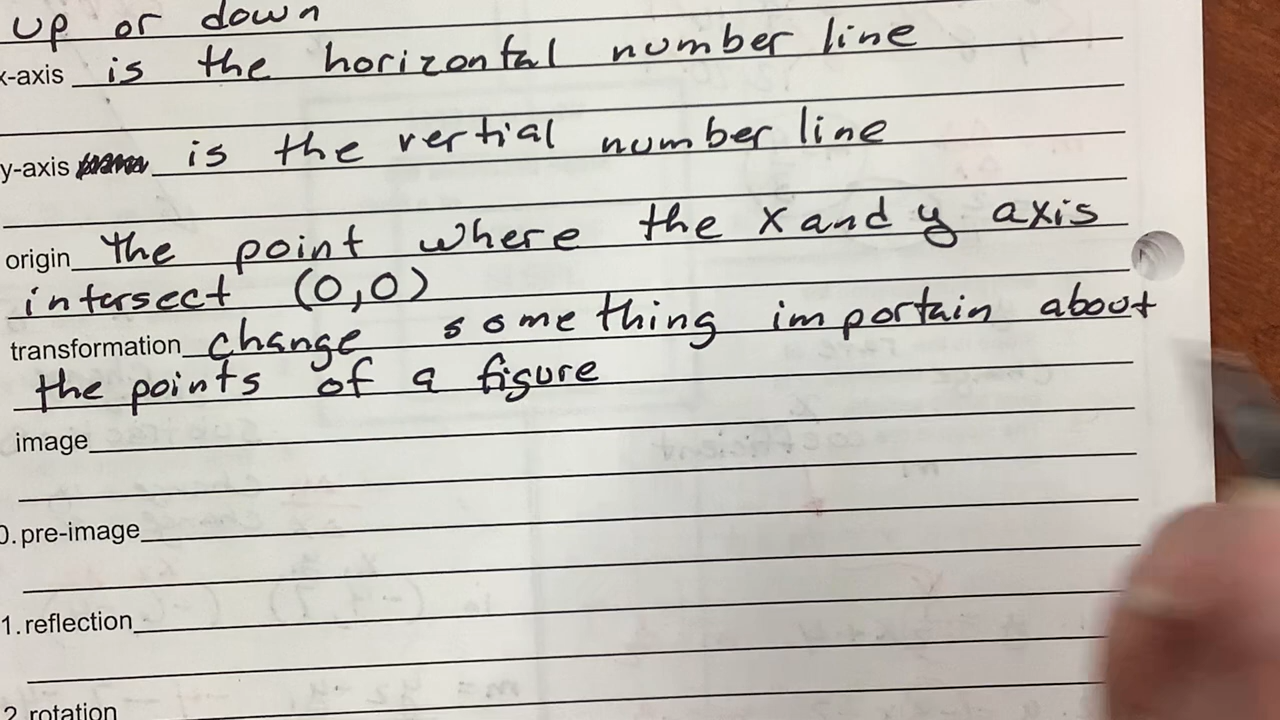 up or down
x-axis is the horizontal number line
y-axis is the vertial number line
origin the point where the x and y axis
intersect (0,0)
transformation change something importain about
the points of a figure
image
0. pre-image
1. reflection
2. rotation